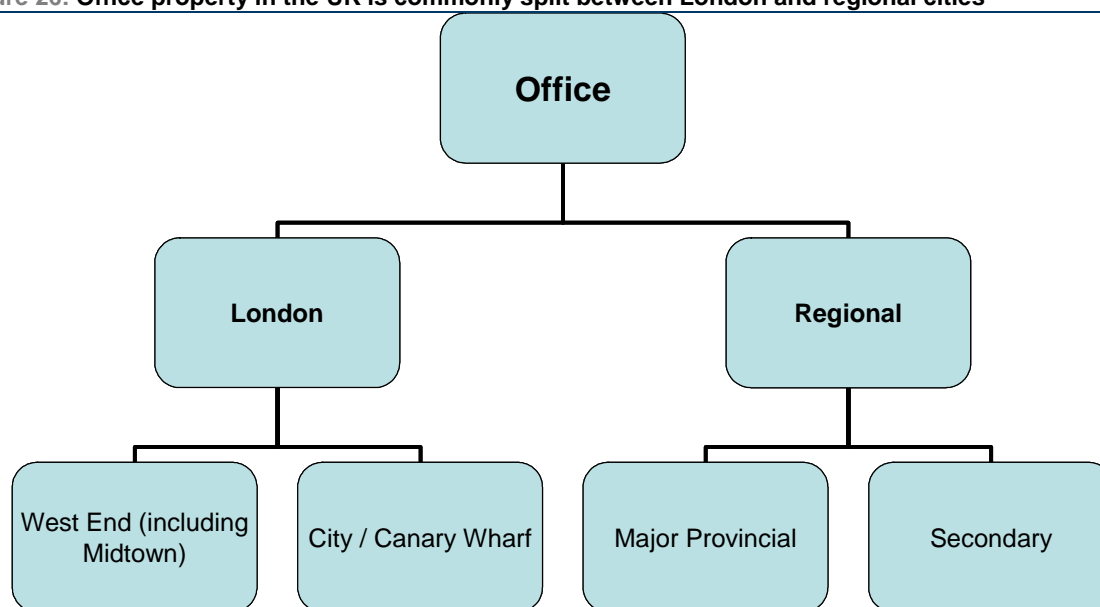 Office property in the UK is commonly split between London and regional cities
Office
London
Regional
West End (including
Midtown)
City / Canary Wharf
Major Provincial
Secondary